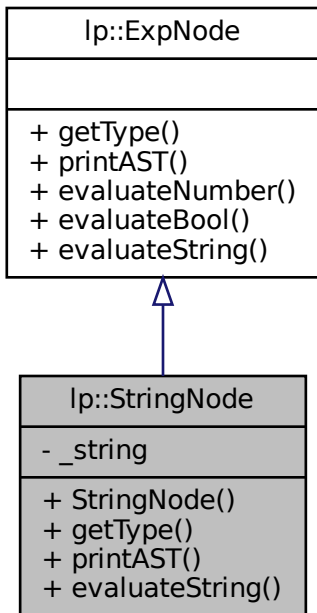 lp::ExpNode
+ getType()
+ printAST()
+ evaluateNumber()
+ evaluateBool()
+ evaluateString()
lp::StringNode
- _string
+ StringNode()
+ getType()
+ printAST()
+ evaluateString()